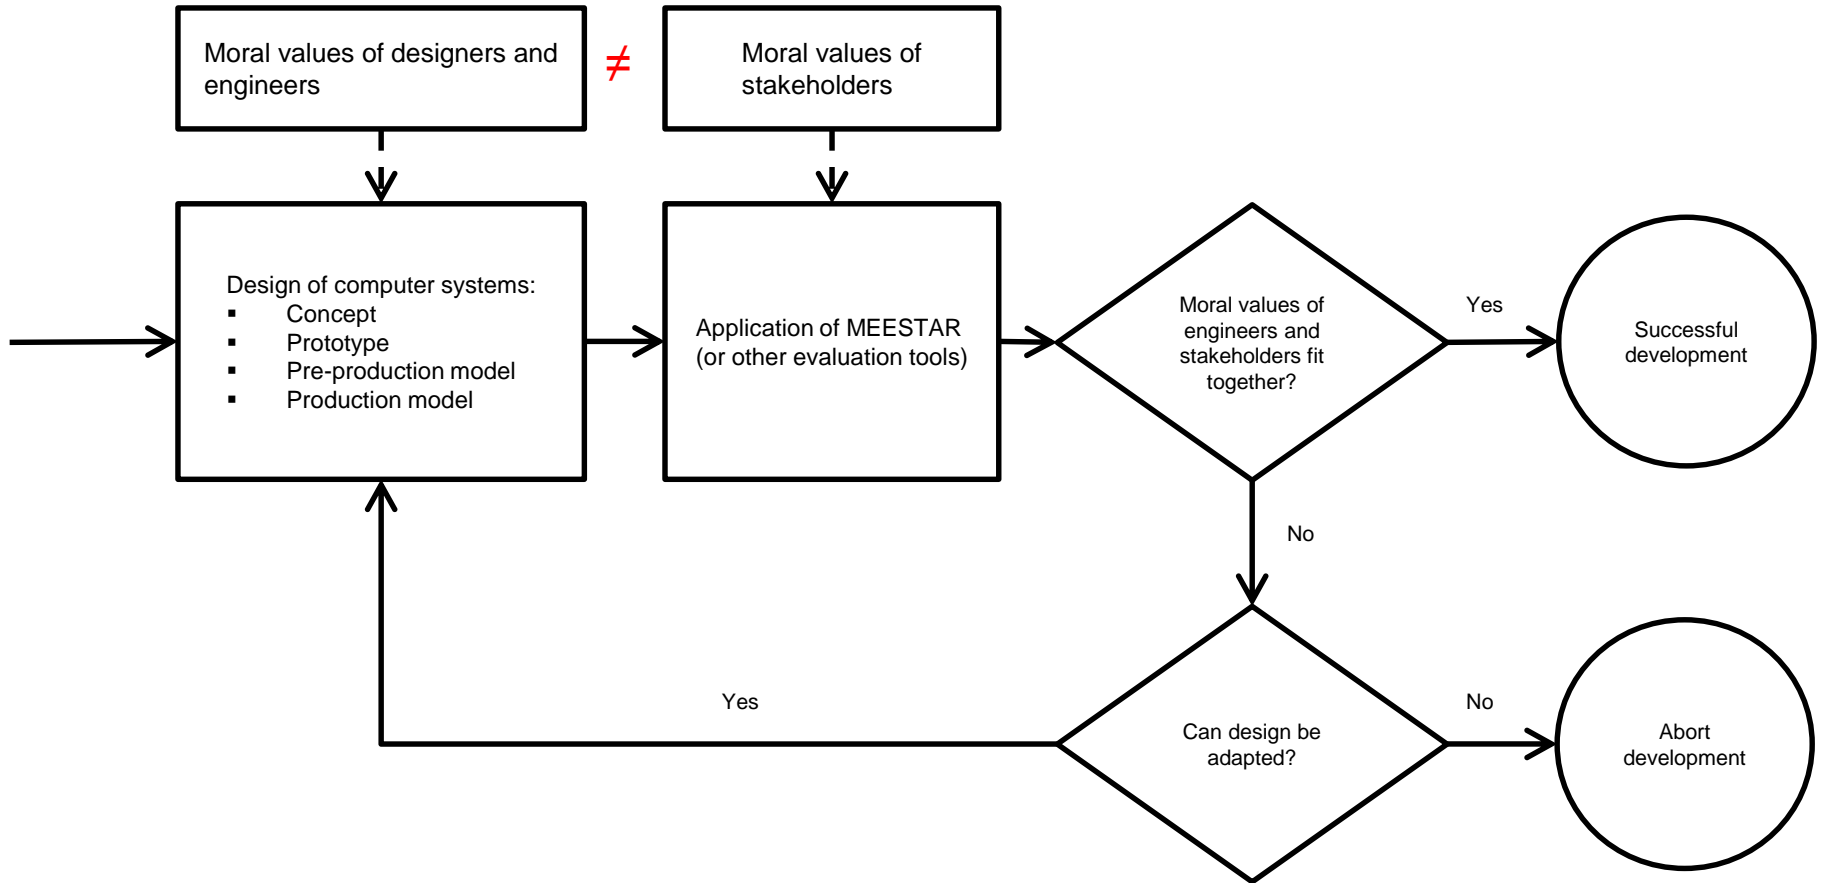 Moral values of designers and
engineers
≠
Moral values of
stakeholders
Design of computer systems:
▪ Concept
▪ Prototype
▪ Pre-production model
▪ Production model
Application of MEESTAR
(or other evaluation tools)
Moral values of
engineers and
stakeholders fit
together?
Yes
Successful
development
No
Yes
Can design be
adapted?
No
Abort
development